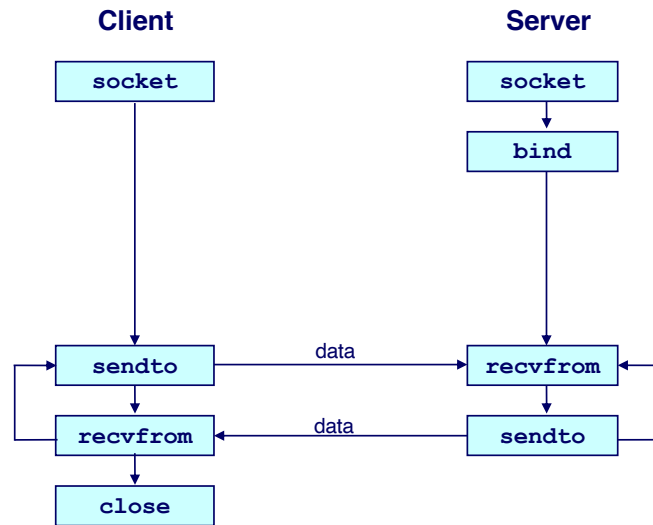 Client
Server
socket
socket
bind
sendto
data
recvfrom
recvfrom
data
sendto
close